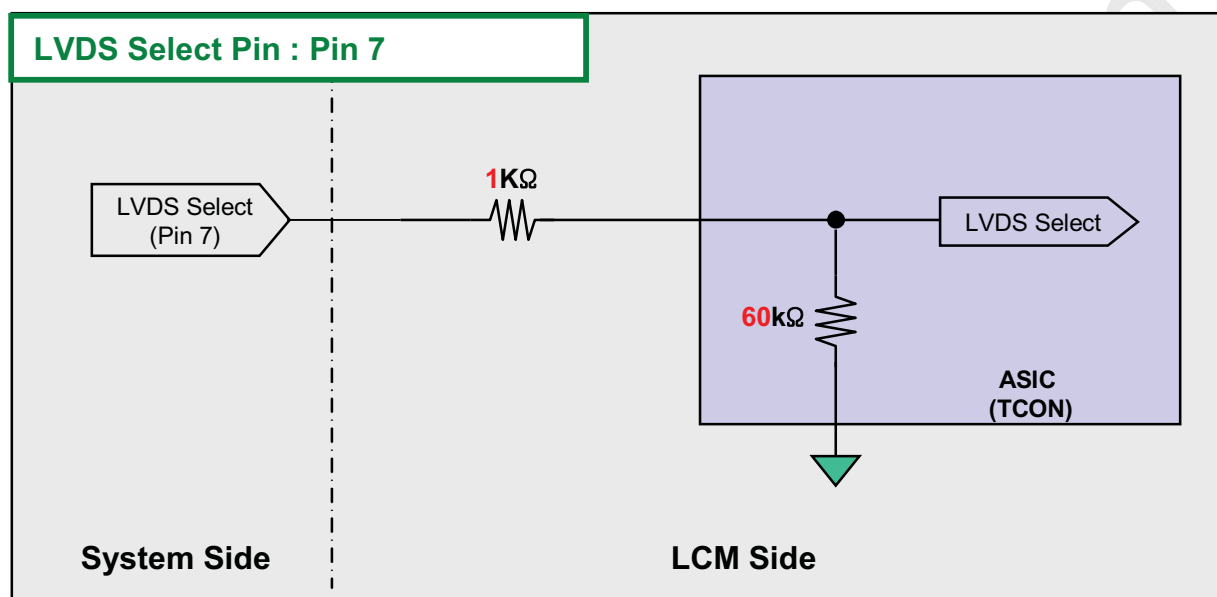 LVDS Select Pin : Pin 7
LVDS Select
(Pin 7)
1KΩ
LVDS Select
60kΩ
ASIC
(TCON)
System Side
LCM Side